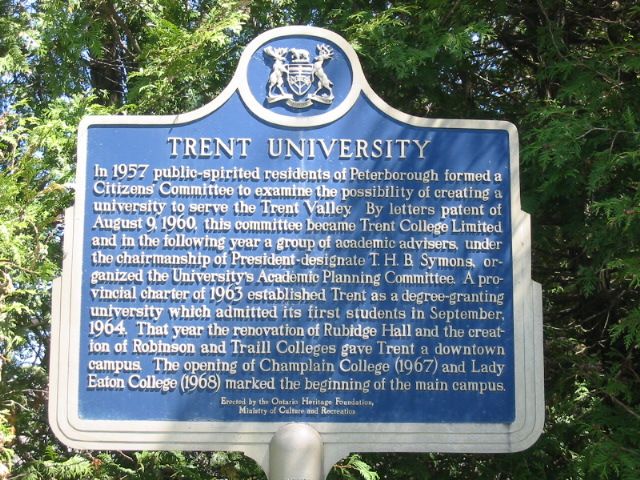 TRENT UNIVERSITY
In 1957 public-spirited residents of Peterborough formed a
Citizens' Committee to examine the possibility of creating a
university to serve the Trent Valley. By letters patent of
August 9, 1960, this committee became Trent College Limited
and in the following year a group of academic advisers, under
the chairmanship of President-designate T. H. B. Symons, or-
ganized the University's Academic Planning Committee. A pro-
vincial charter of 1963 established Trent as a degree-granting
university which admitted its first students in September,
1964. That year the renovation of Rubidge Hall and the creat-
ion of Robinson and Traill Colleges gave Trent a downtown
campus. The opening of Champlain College (1967) and Lady
Eaton College (1968) marked the beginning of the main campus.
Erected by the Ontario Heritage Foundation,
Ministry of Culture and Recreation